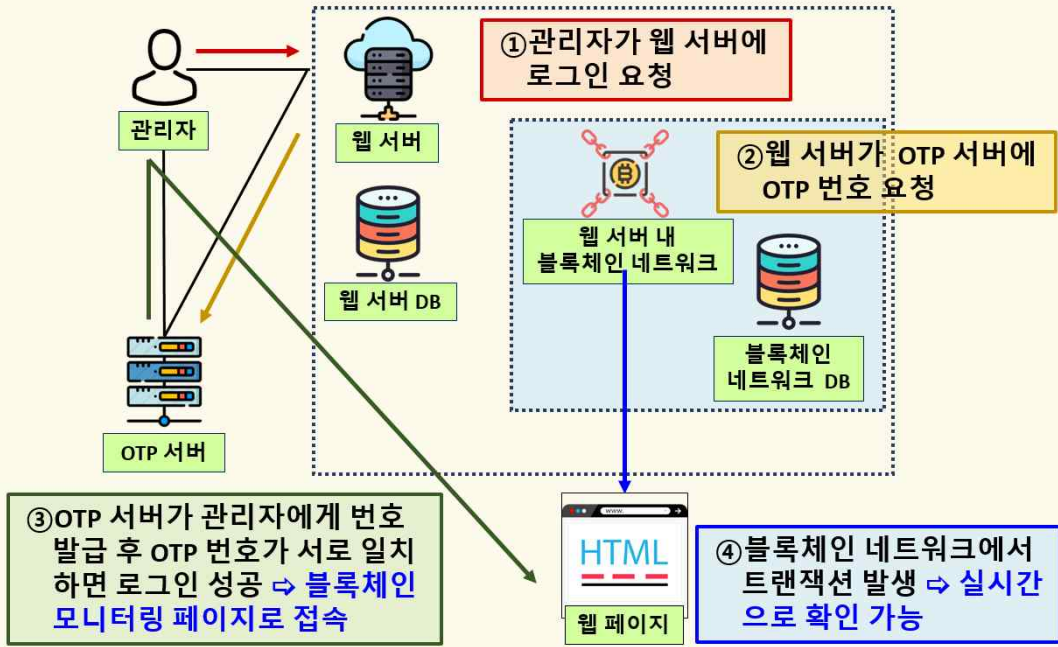 ①관리자가 웹 서버에
로그인 요청
관리자
웹 서버
②웹 서버가 OTP 서버에
OTP 번호 요청
웹 서버 내
블록체인 네트워크
웹 서버 DB
블록체인
네트워크 DB
OTP 서버
③OTP 서버가 관리자에게 번호
발급 후 OTP 번호가 서로 일치
하면 로그인 성공 ⇨ 블록체인
모니터링 페이지로 접속
www.
HTML
웹 페이지
④블록체인 네트워크에서
트랜잭션 발생 ⇨ 실시간
으로 확인 가능